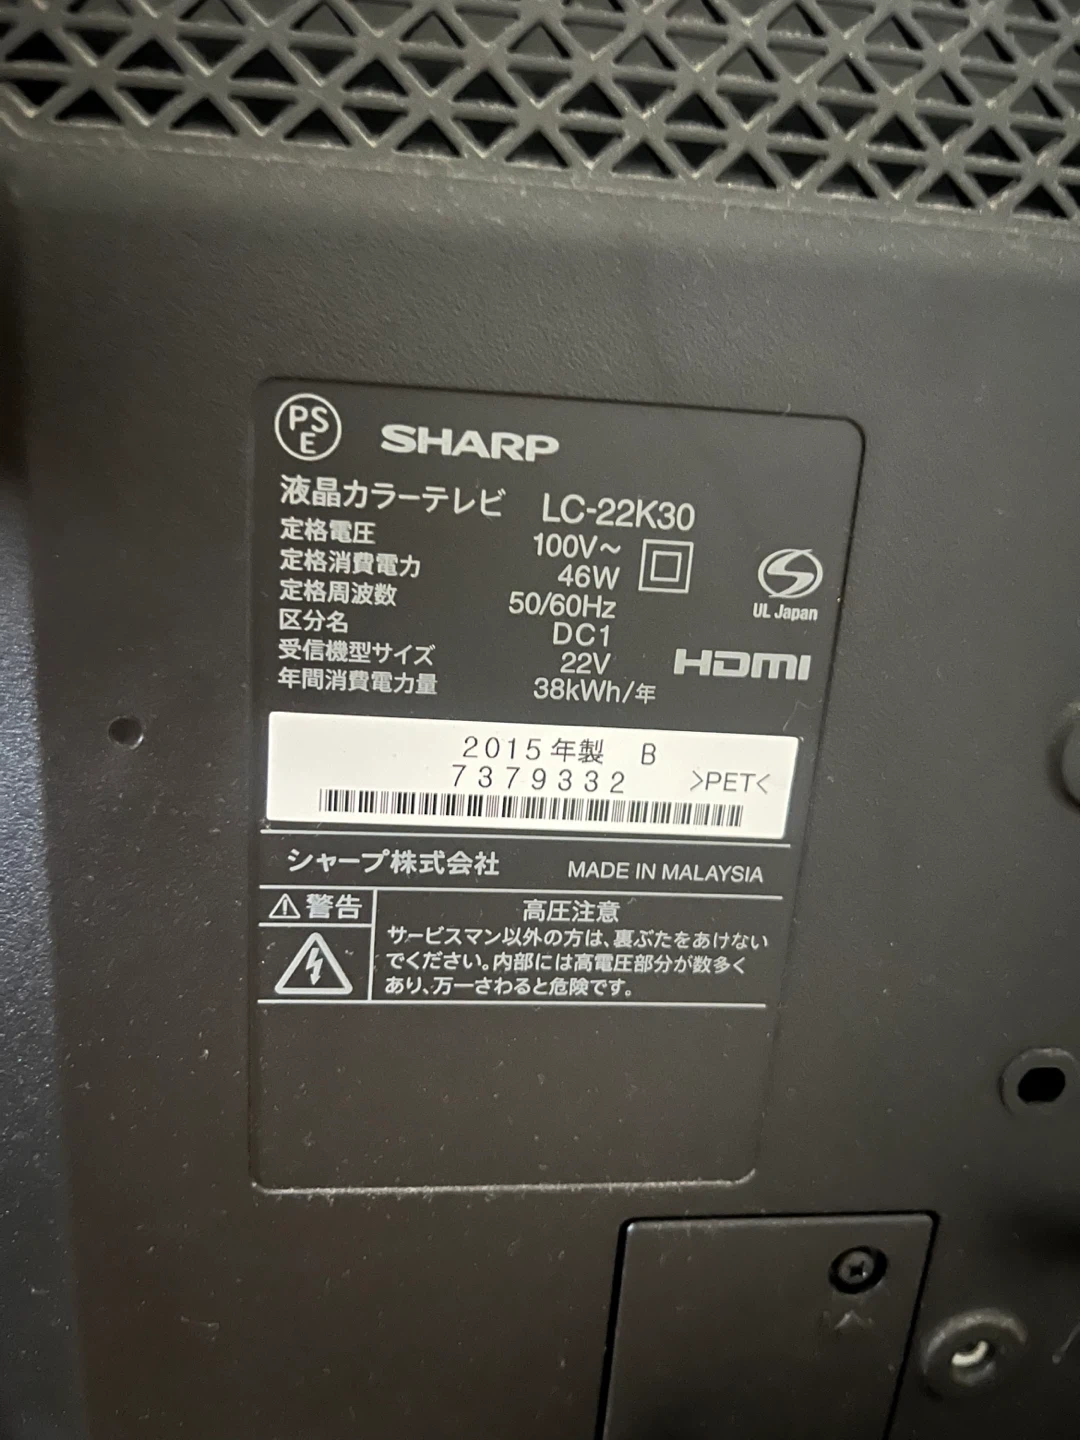 PS
E
SHARP
液晶カラーテレビ LC-22K30
定格電圧 100V~
定格消費電力 46W
定格周波数 50/60Hz
区分名 DC1
受信機型サイズ 22V
年間消費電力量 38kWh/年
UL Japan
HDMI
2015年製 B
7379332 >PET<
シャープ株式会社 MADE IN MALAYSIA
警告
高圧注意
サービスマン以外の方は、裏ぶたをあけない
でください。内部には高電圧部分が数多く
あり、万一さわると危険です。